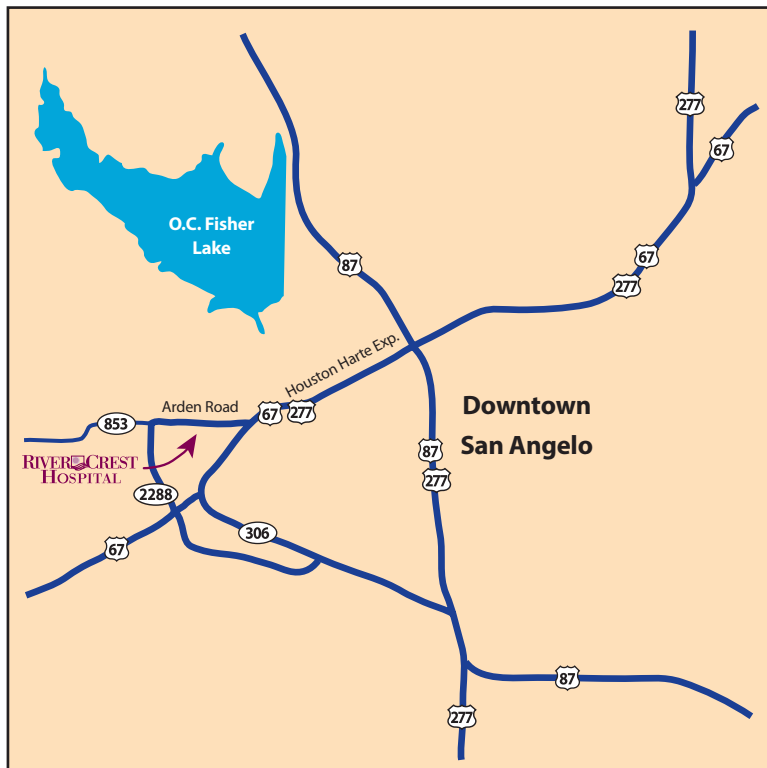 277
67
O.C. Fisher
Lake
87
67
277
Houston Harte Exp.
Arden Road
67
277
Downtown
San Angelo
853
87
RIVER CREST
HOSPITAL
277
2288
306
67
87
277